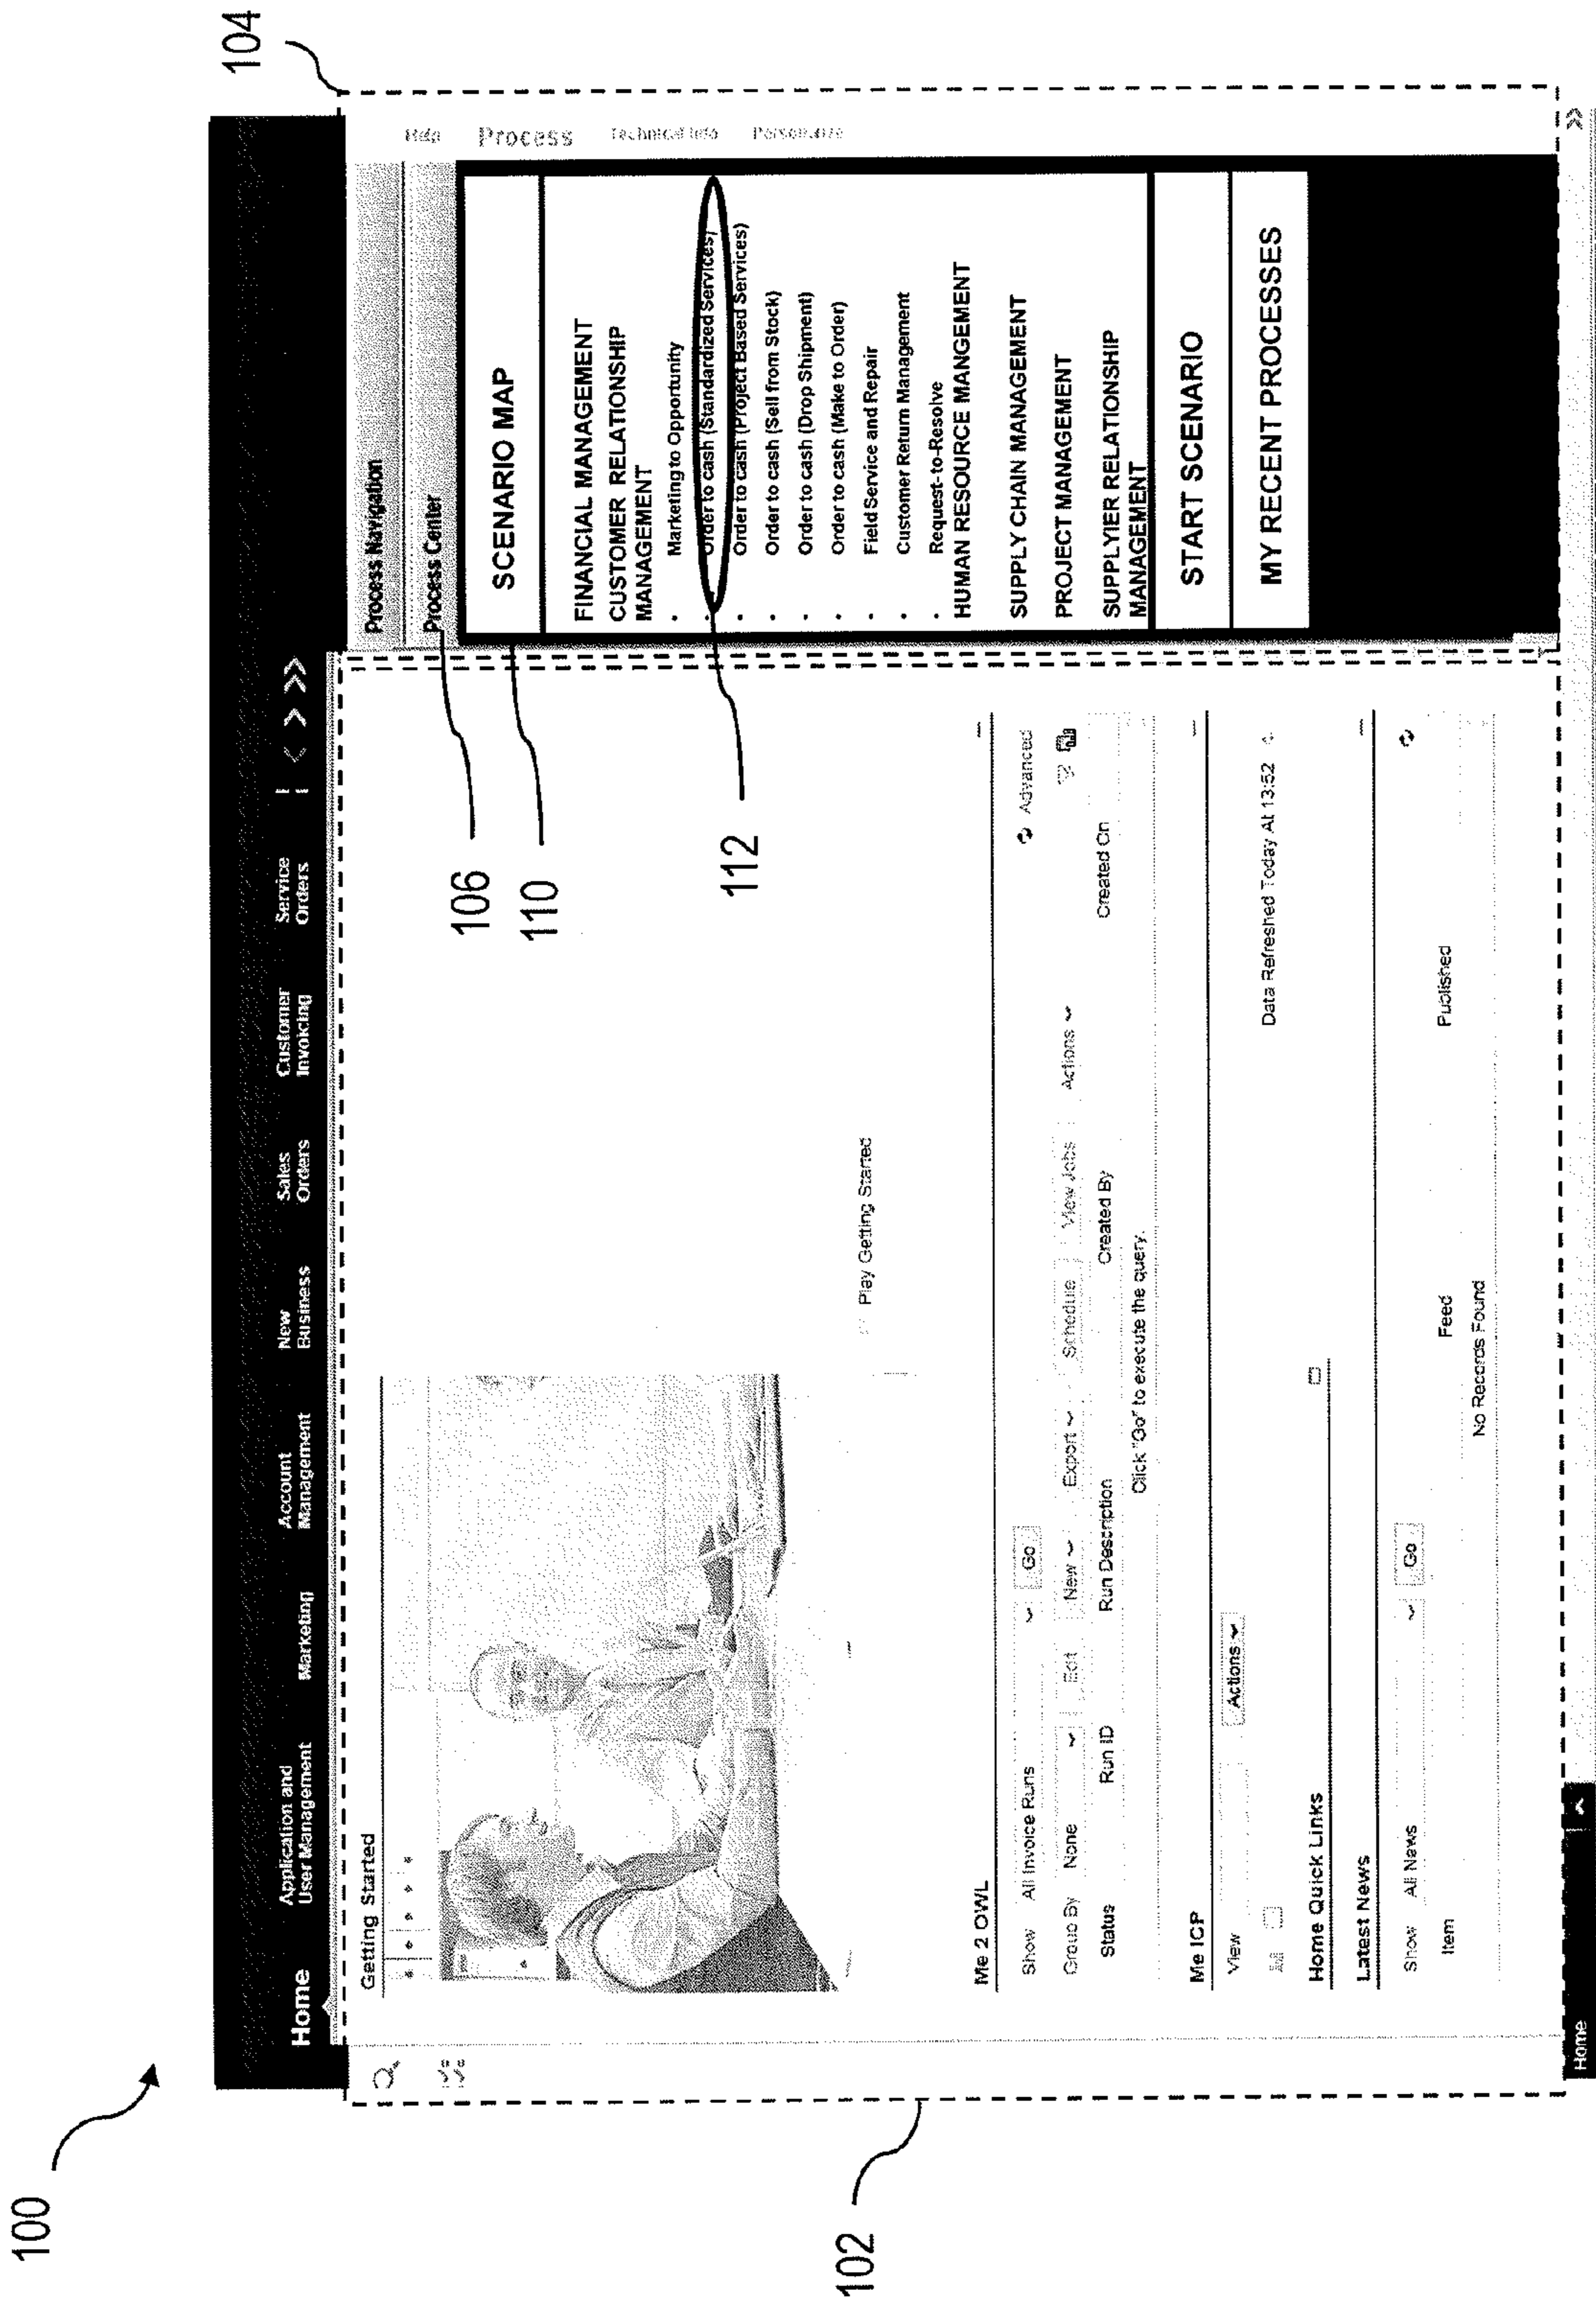 100
104
Home
Application and
User Management
Marketing
Account
Management
New
Business
Sales
Orders
Customer
Invoicing
Service
Orders
Getting Started
Play Getting Started
106
110
112
Me 2 OWL
Show All Invoice Runs Go Advanced
Group By None Edit New Export Schedule View Jobs Actions
Status Run ID Run Description Created By Created On
Click "Go" to execute the query.
Me ICP
View Actions
Data Refreshed Today At 13:52
Home Quick Links
Latest News
Show All News Go
Item Feed Published
No Records Found
Home
Process Navigation
Process Center
SCENARIO MAP
FINANCIAL MANAGEMENT
CUSTOMER RELATIONSHIP
MANAGEMENT
• Marketing to Opportunity
• Order to cash (Standardized Services)
• Order to cash (Project Based Services)
• Order to cash (Sell from Stock)
• Order to cash (Drop Shipment)
• Order to cash (Make to Order)
• Field Service and Repair
• Customer Return Management
• Request-to-Resolve
HUMAN RESOURCE MANGEMENT
SUPPLY CHAIN MANAGEMENT
PROJECT MANAGEMENT
SUPPLYIER RELATIONSHIP
MANAGEMENT
START SCENARIO
MY RECENT PROCESSES
Help
Process
Technical Info
Personalize
102